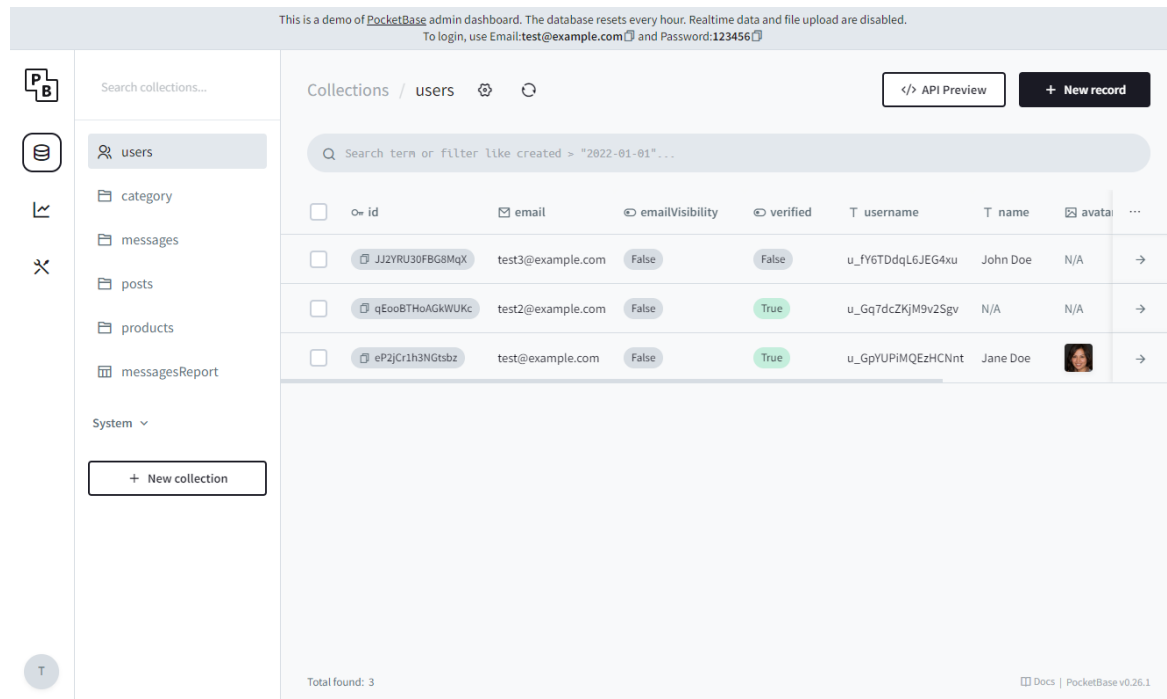 This is a demo of PocketBase admin dashboard. The database resets every hour. Realtime data and file upload are disabled.
To login, use Email:test@example.com and Password:123456
P
B
Search collections...
users
category
messages
posts
products
messagesReport
System
+ New collection
T
Collections / users
</> API Preview
+ New record
Search term or filter like created > "2022-01-01"...
id email emailVisibility verified T username T name avatar ...
JJ2YRU30FBG8MqX test3@example.com False False u_fY6TDdqL6JEG4xu John Doe N/A
qEooBTHoAGkWUKc test2@example.com False True u_Gq7dcZKjM9v2Sgv N/A N/A
eP2jCr1h3NGtsbz test@example.com False True u_GpYUPiMQEzHCNnt Jane Doe
Total found: 3
Docs | PocketBase v0.26.1